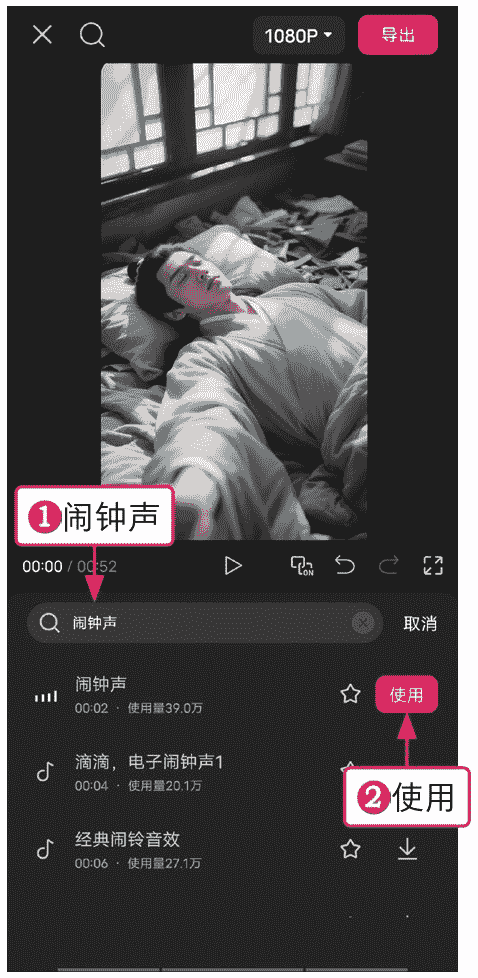 1080P
导出
❶闹钟声
00:00 / 00:52
ON
闹钟声
取消
闹钟声
00:02 · 使用量39.0万
使用
滴滴，电子闹钟声1
00:04 · 使用量20.1万
❷使用
经典闹铃音效
00:06 · 使用量27.1万